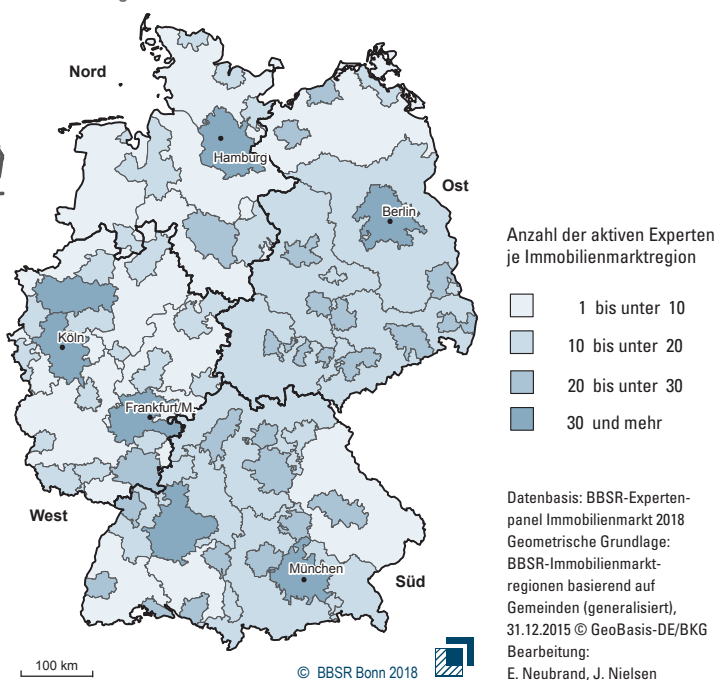 Nord
Hamburg
Ost
Berlin
Köln
Frankfurt/M.
West
München
Süd
Anzahl der aktiven Experten
je Immobilienmarktregion
1 bis unter 10
10 bis unter 20
20 bis unter 30
30 und mehr
Datenbasis: BBSR-Experten-
panel Immobilienmarkt 2018
Geometrische Grundlage:
BBSR-Immobilienmarkt-
regionen basierend auf
Gemeinden (generalisiert),
31.12.2015 © GeoBasis-DE/BKG
Bearbeitung:
E. Neubrand, J. Nielsen
100 km
© BBSR Bonn 2018